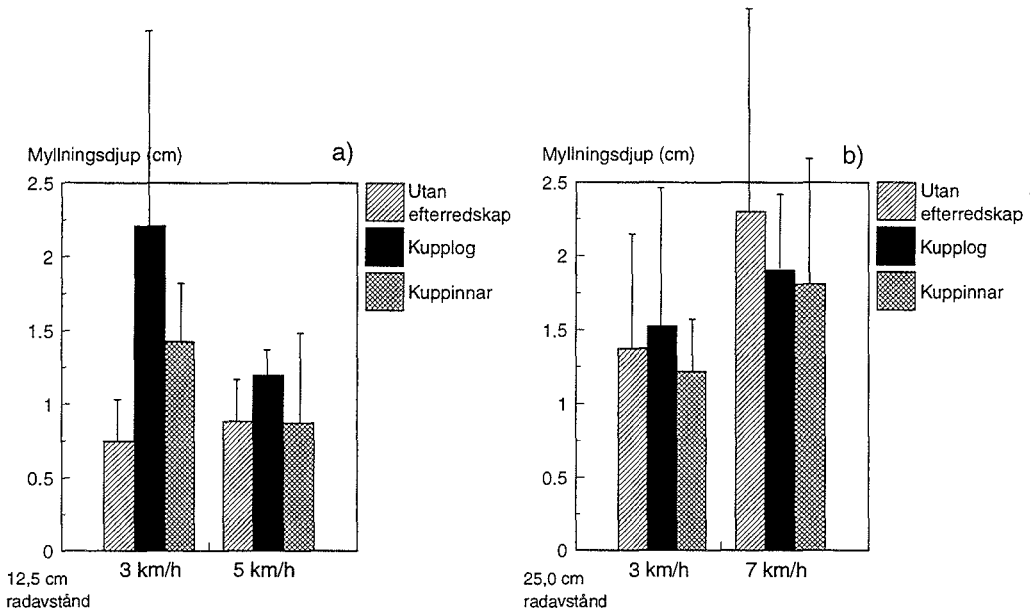 Myllningsdjup (cm)
a)
2.5
2
1.5
1
0.5
0
3 km/h
5 km/h
12,5 cm
radavstånd
Utan
efterredskap
Kupplog
Kuppinnar
Myllningsdjup (cm)
b)
2.5
2
1.5
1
0.5
0
3 km/h
7 km/h
25,0 cm
radavstånd
Utan
efterredskap
Kupplog
Kuppinnar